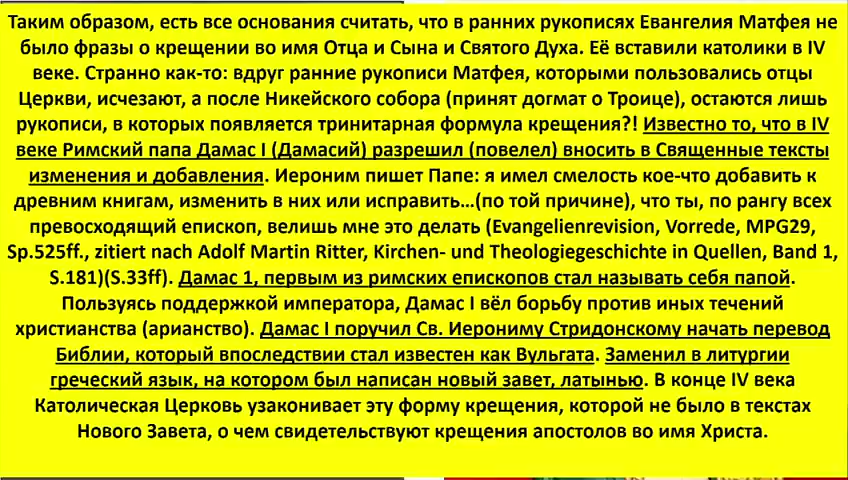 Таким образом, есть все основания считать, что в ранних рукописях Евангелия Матфея не
было фразы о крещении во имя Отца и Сына и Святого Духа. Её вставили католики в IV
веке. Странно как-то: вдруг ранние рукописи Матфея, которыми пользовались отцы
Церкви, исчезают, а после Никейского собора (принят догмат о Троице), остаются лишь
рукописи, в которых появляется тринитарная формула крещения?! Известно то, что в IV
веке Римский папа Дамас I (Дамасий) разрешил (повелел) вносить в Священные тексты
изменения и добавления. Иероним пишет Папе: я имел смелость кое-что добавить к
древним книгам, изменить в них или исправить...(по той причине), что ты, по рангу всех
превосходящий епископ, велишь мне это делать (Evangelienrevision, Vorrede, MPG29,
Sp.525ff., zitiert nach Adolf Martin Ritter, Kirchen- und Theologiegeschichte in Quellen, Band 1,
S.181)(S.33ff). Дамас 1, первым из римских епископов стал называть себя папой.
Пользуясь поддержкой императора, Дамас I вёл борьбу против иных течений
христианства (арианство). Дамас I поручил Св. Иерониму Стридонскому начать перевод
Библии, который впоследствии стал известен как Вульгата. Заменил в литургии
греческий язык, на котором был написан новый завет, латынью. В конце IV века
Католическая Церковь узаконивает эту форму крещения, которой не было в текстах
Нового Завета, о чем свидетельствуют крещения апостолов во имя Христа.